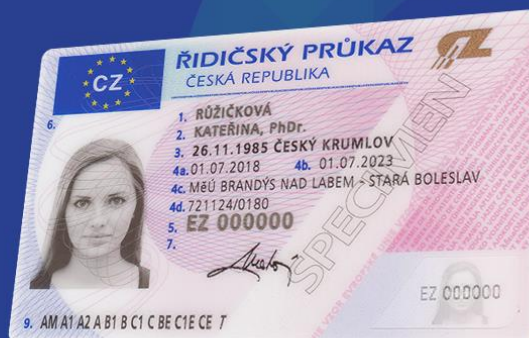 CZ
ŘIDIČSKÝ PRŮKAZ CZ
ČESKÁ REPUBLIKA
1. RŮŽIČKOVÁ
2. KATEŘINA, PhDr.
3. 26.11.1985 ČESKÝ KRUMLOV
4a. 01.07.2018 4b. 01.07.2023
4c. MěÚ BRANDÝS NAD LABEM - STARÁ BOLESLAV
4d. 721124/0180
5. EZ 000000
6.
7.
SPECIMEN
EZ 000000
9. AM A1 A2 A B1 B C1 C BE C1E CE T